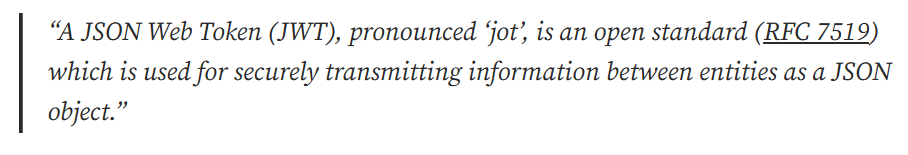 “A JSON Web Token (JWT), pronounced ‘jot’, is an open standard (RFC 7519)
which is used for securely transmitting information between entities as a JSON
object.”